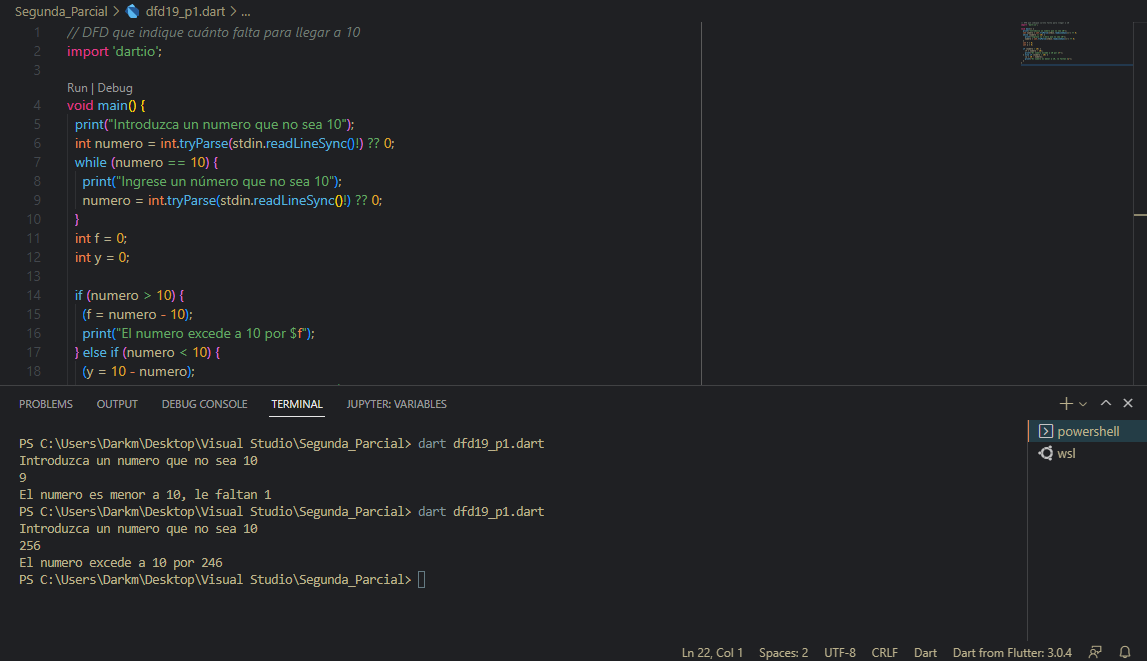 Segunda_Parcial > dfd19_p1.dart > ...
1 // DFD que indique cuánto falta para llegar a 10
2 import 'dart:io';
3
Run | Debug
4 void main() {
5 print("Introduzca un numero que no sea 10");
6 int numero = int.tryParse(stdin.readLineSync()!) ?? 0;
7 while (numero == 10) {
8 print("Ingrese un número que no sea 10");
9 numero = int.tryParse(stdin.readLineSync()!) ?? 0;
10 }
11 int f = 0;
12 int y = 0;
13
14 if (numero > 10) {
15 (f = numero - 10);
16 print("El numero excede a 10 por $f");
17 } else if (numero < 10) {
18 (y = 10 - numero);
PROBLEMS OUTPUT DEBUG CONSOLE TERMINAL JUPYTER: VARIABLES
PS C:\Users\Darkm\Desktop\Visual Studio\Segunda_Parcial> dart dfd19_p1.dart
Introduzca un numero que no sea 10
9
El numero es menor a 10, le faltan 1
PS C:\Users\Darkm\Desktop\Visual Studio\Segunda_Parcial> dart dfd19_p1.dart
Introduzca un numero que no sea 10
256
El numero excede a 10 por 246
PS C:\Users\Darkm\Desktop\Visual Studio\Segunda_Parcial>
powershell
wsl
Ln 22, Col 1 Spaces: 2 UTF-8 CRLF Dart Dart from Flutter: 3.0.4